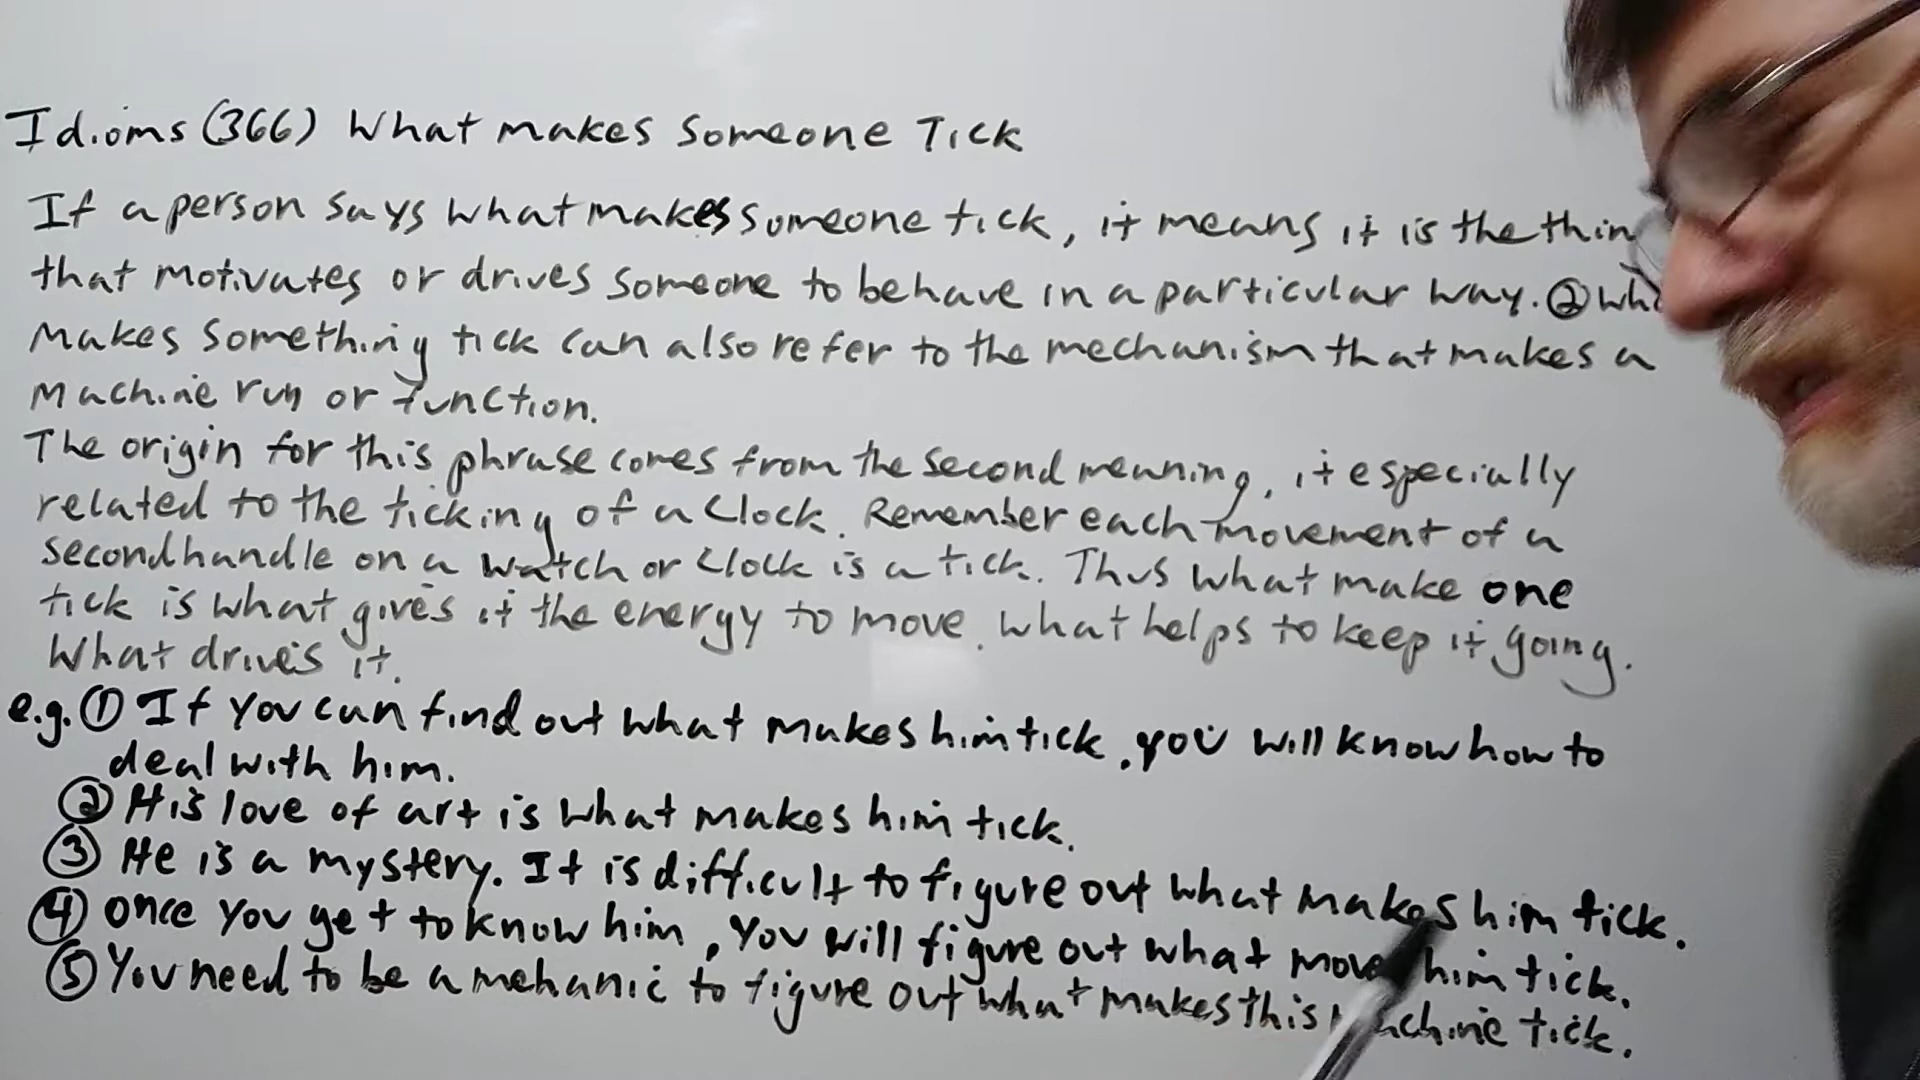 Idioms (366) What makes Someone Tick
If a person says what makes someone tick, it means it is the thin
that motivates or drives someone to behave in a particular way. ② Wh
makes something tick can also refer to the mechanism that makes a
machine run or function.
The origin for this phrase comes from the second meaning, it especially
related to the ticking of a clock. Remember each movement of a
secondhandle on a watch or clock is a tick. Thus what make one
tick is what gives it the energy to move. what helps to keep it going.
What drives it.
e.g. ① If you can find out what makes him tick, you will know how to
deal with him.
② His love of art is what makes him tick.
③ He is a mystery. It is difficult to figure out what makes him tick.
④ once you get to know him, you will figure out what move him tick.
⑤ You need to be a mehanic to figure out what makes this machine tick.